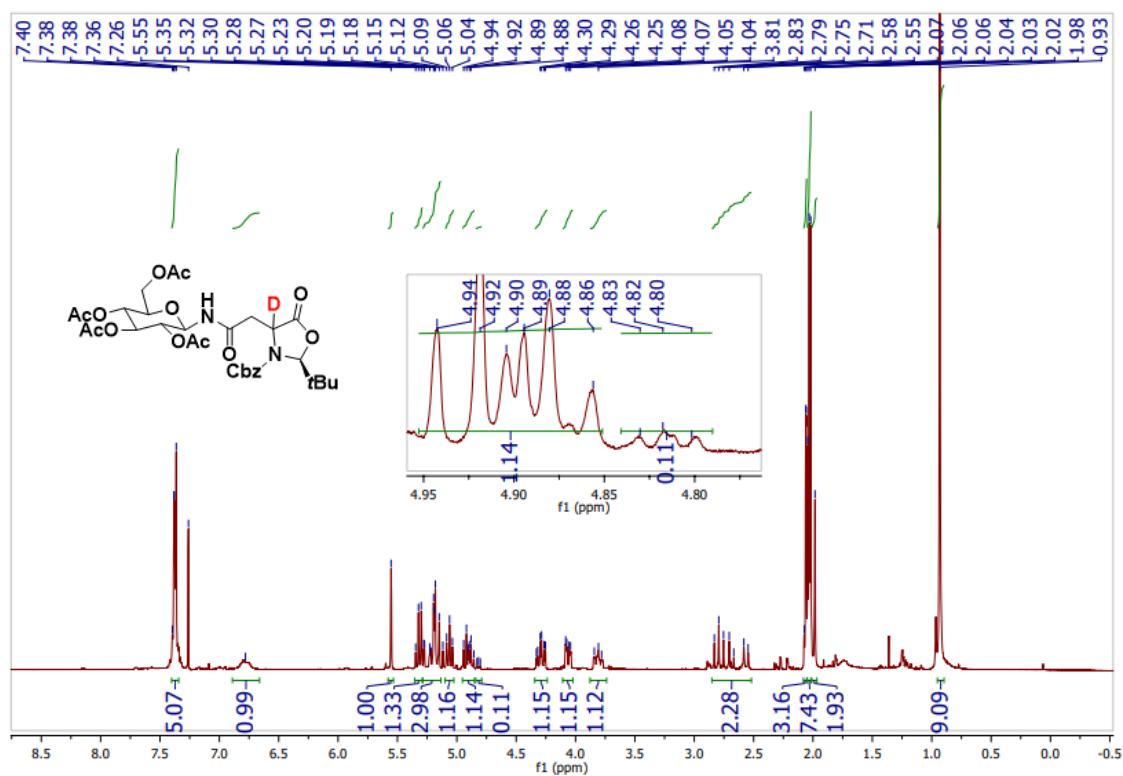 7.40 7.38 7.38 7.36 7.26 5.55 5.35 5.32 5.30 5.28 5.27 5.23 5.20 5.19 5.18 5.15 5.12 5.09 5.06 5.04 4.94 4.92 4.89 4.88 4.30 4.29 4.26 4.25 4.08 4.07 4.05 4.04 3.81 2.83 2.79 2.75 2.71 2.58 2.55 2.07 2.06 2.06 2.04 2.03 2.02 1.98 0.93
OAc
H
N
D
O
O
AcO
AcO
OAc
O
O
N
Cbz
tBu
4.94 4.92 4.90 4.89 4.88 4.86 4.83 4.82 4.80
1.14 0.11
4.95 4.90 4.85 4.80
f1 (ppm)
5.07 0.99 1.00 1.33 2.98 1.16 1.14 0.11 1.15 1.15 1.12 2.28 3.16 7.43 1.93 9.09
8.5 8.0 7.5 7.0 6.5 6.0 5.5 5.0 4.5 4.0 3.5 3.0 2.5 2.0 1.5 1.0 0.5 0.0 -0.5
f1 (ppm)